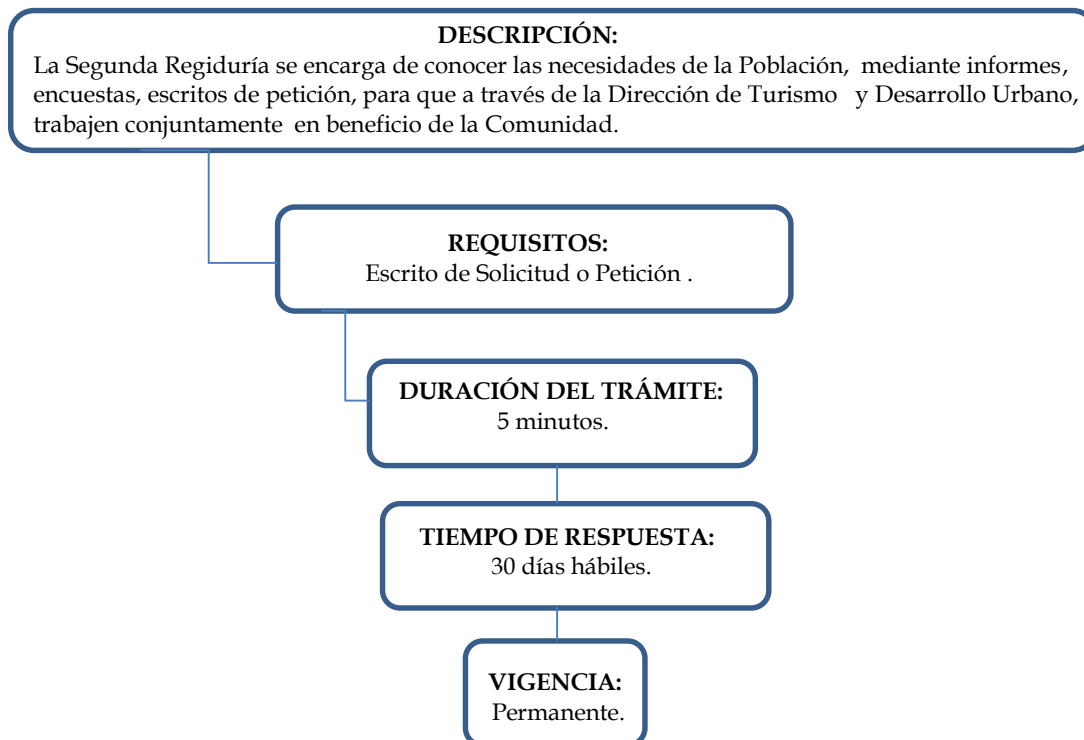 DESCRIPCIÓN:
La Segunda Regiduría se encarga de conocer las necesidades de la Población, mediante informes,
encuestas, escritos de petición, para que a través de la Dirección de Turismo y Desarrollo Urbano,
trabajen conjuntamente en beneficio de la Comunidad.
REQUISITOS:
Escrito de Solicitud o Petición .
DURACIÓN DEL TRÁMITE:
5 minutos.
TIEMPO DE RESPUESTA:
30 días hábiles.
VIGENCIA:
Permanente.